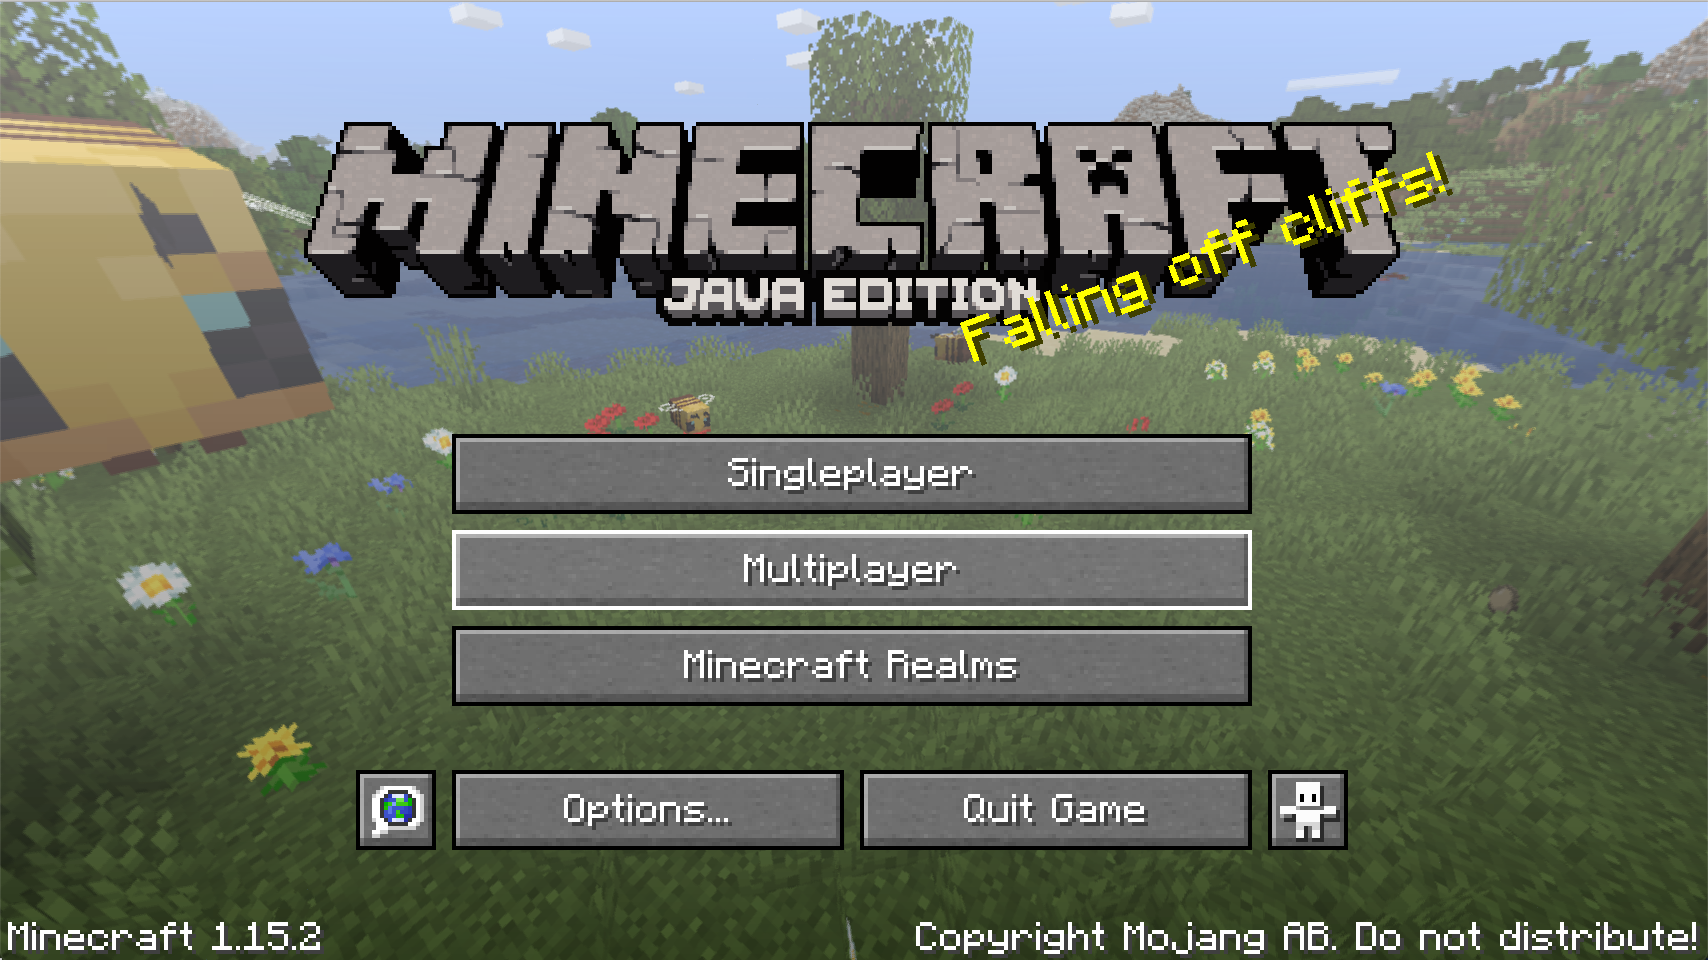 MINECRAFT
JAVA EDITION
Falling off cliffs!
Singleplayer
Multiplayer
Minecraft Realms
Options...
Quit Game
Minecraft 1.15.2
Copyright Mojang AB. Do not distribute!